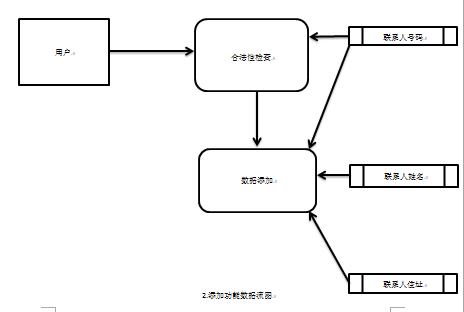 用户
合法性检查
联系人号码
数据添加
联系人姓名
联系人住址
2.添加功能数据流图